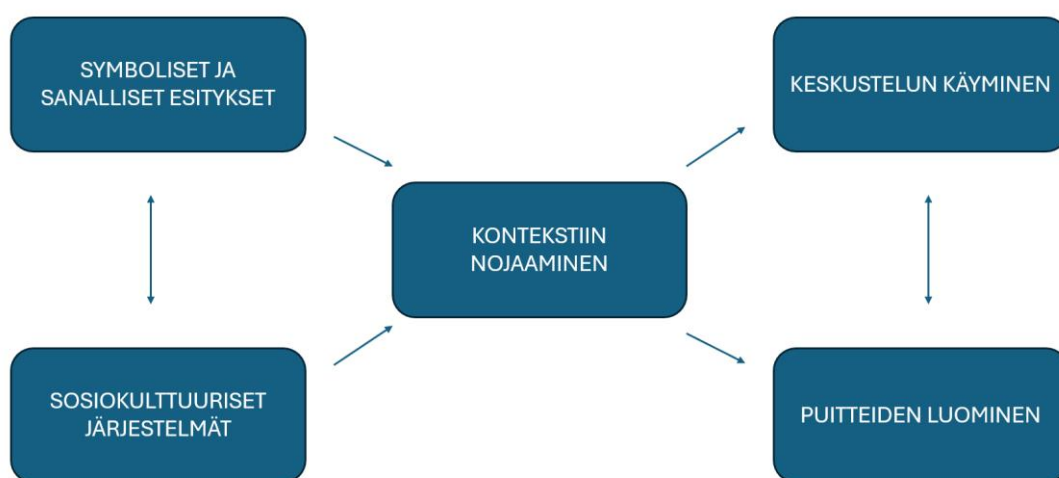 SYMBOLISET JA
SANALLISET ESITYKSET
KESKUSTELUN KÄYMINEN
KONTEKSTIIN
NOJAAMINEN
SOSIOKULTTUURISET
JÄRJESTELMÄT
PUITTEIDEN LUOMINEN